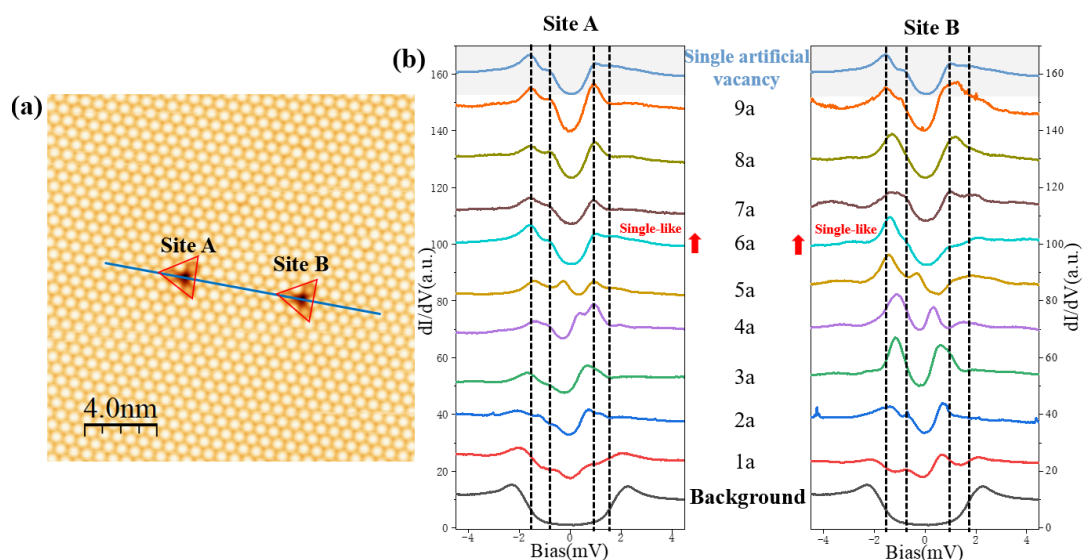 (a)
Site A
Site B
4.0nm
(b)
Site A
Site B
dI/dV(a.u.)
160
140
120
100
80
60
40
20
0
-4
-2
0
2
4
Bias(mV)
Single-like
Single artificial
vacancy
9a
8a
7a
6a
5a
4a
3a
2a
1a
Background
Single-like
-4
-2
0
2
4
Bias(mV)
160
140
120
100
80
60
40
20
0
dI/dV(a.u.)